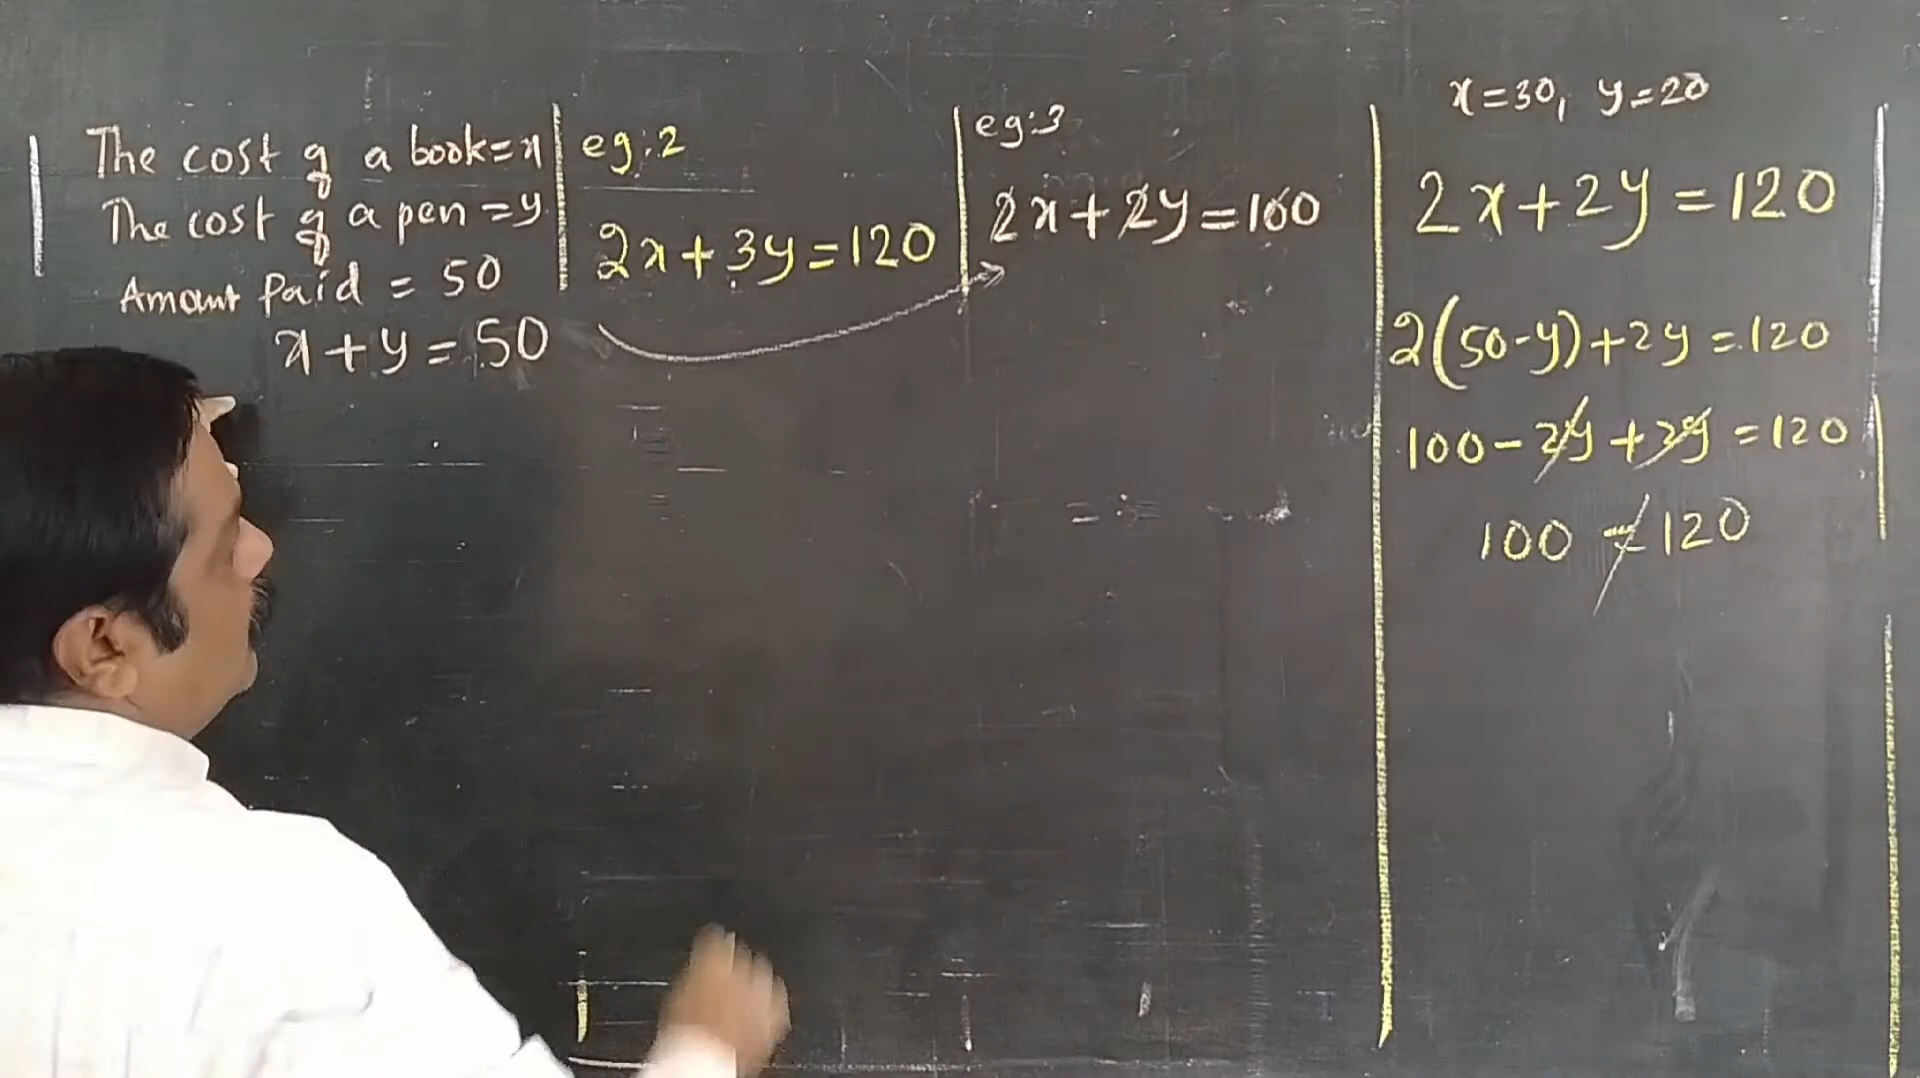 The cost of a book = x
The cost of a pen = y
Amount Paid = 50
x + y = 50
eg:2
2x + 3y = 120
eg:3
2x + 2y = 100
x = 30, y = 20
2x + 2y = 120
2(50 - y) + 2y = 120
100 - 2y + 2y = 120
100 ≠ 120